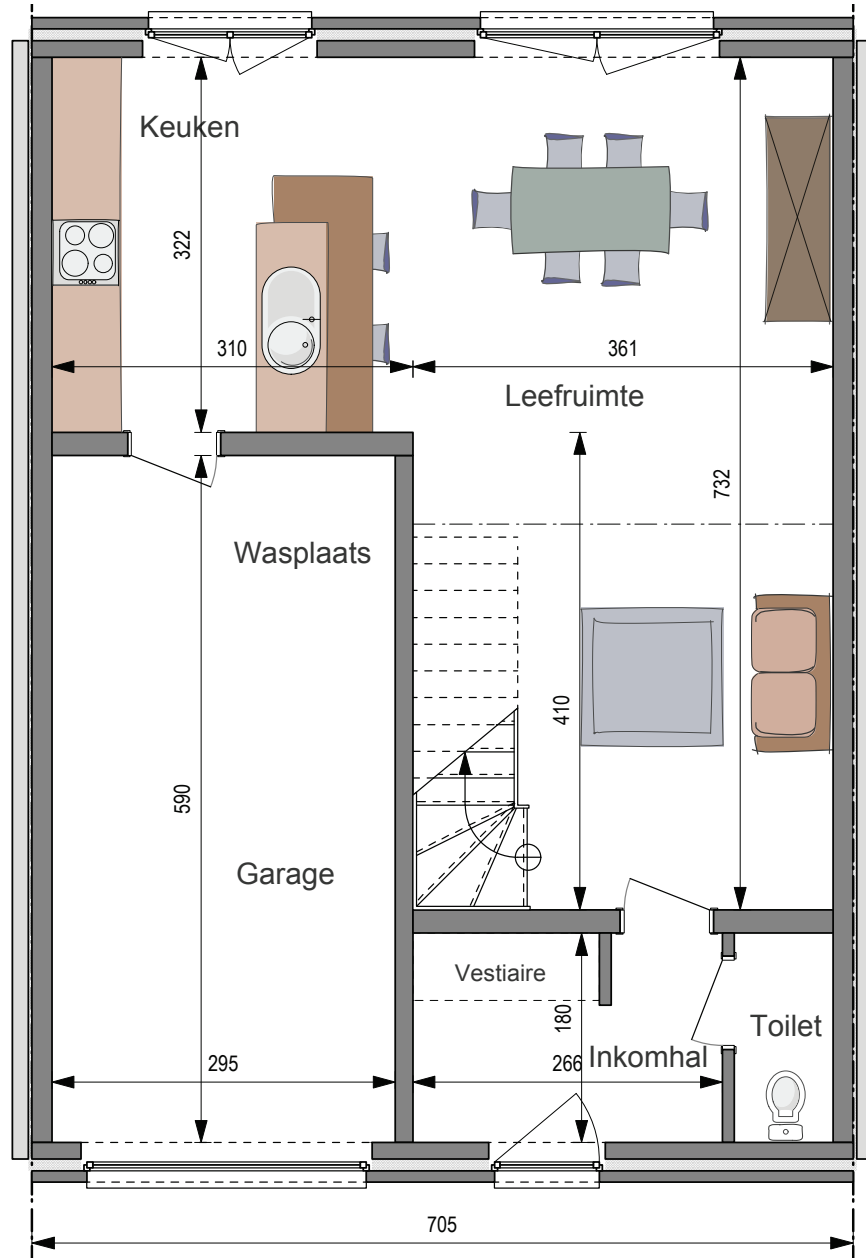 Keuken
322
310
361
Leefruimte
732
Wasplaats
410
590
Garage
Vestiaire
180
Toilet
Inkomhal
295
266
705